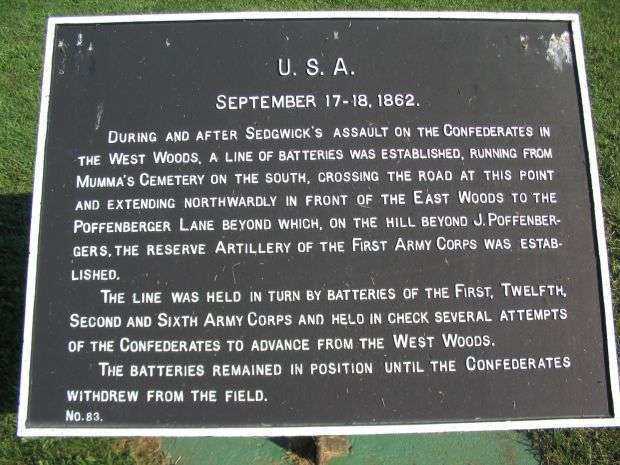 U. S. A.
SEPTEMBER 17-18, 1862.
DURING AND AFTER SEDGWICK'S ASSAULT ON THE CONFEDERATES IN
THE WEST WOODS, A LINE OF BATTERIES WAS ESTABLISHED, RUNNING FROM
MUMMA'S CEMETERY ON THE SOUTH, CROSSING THE ROAD AT THIS POINT
AND EXTENDING NORTHWARDLY IN FRONT OF THE EAST WOODS TO THE
POFFENBERGER LANE BEYOND WHICH, ON THE HILL BEYOND J. POFFENBER-
GERS, THE RESERVE ARTILLERY OF THE FIRST ARMY CORPS WAS ESTAB-
LISHED.
THE LINE WAS HELD IN TURN BY BATTERIES OF THE FIRST, TWELFTH,
SECOND AND SIXTH ARMY CORPS AND HELD IN CHECK SEVERAL ATTEMPTS
OF THE CONFEDERATES TO ADVANCE FROM THE WEST WOODS.
THE BATTERIES REMAINED IN POSITION UNTIL THE CONFEDERATES
WITHDREW FROM THE FIELD.
NO. 83.